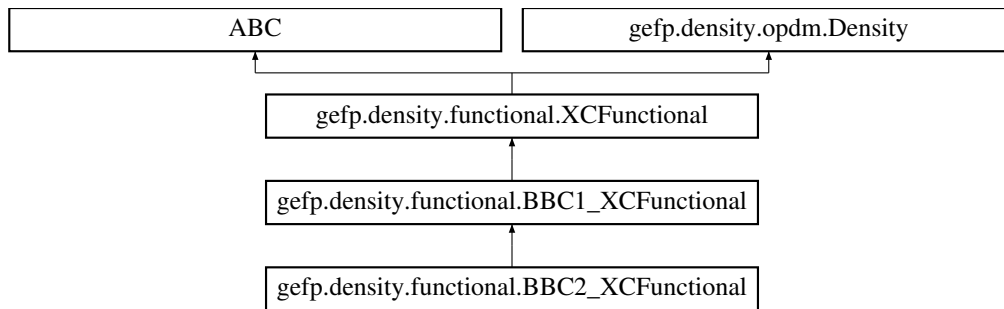 ABC
gefp.density.opdm.Density
gefp.density.functional.XCFunctional
gefp.density.functional.BBC1_XCFunctional
gefp.density.functional.BBC2_XCFunctional